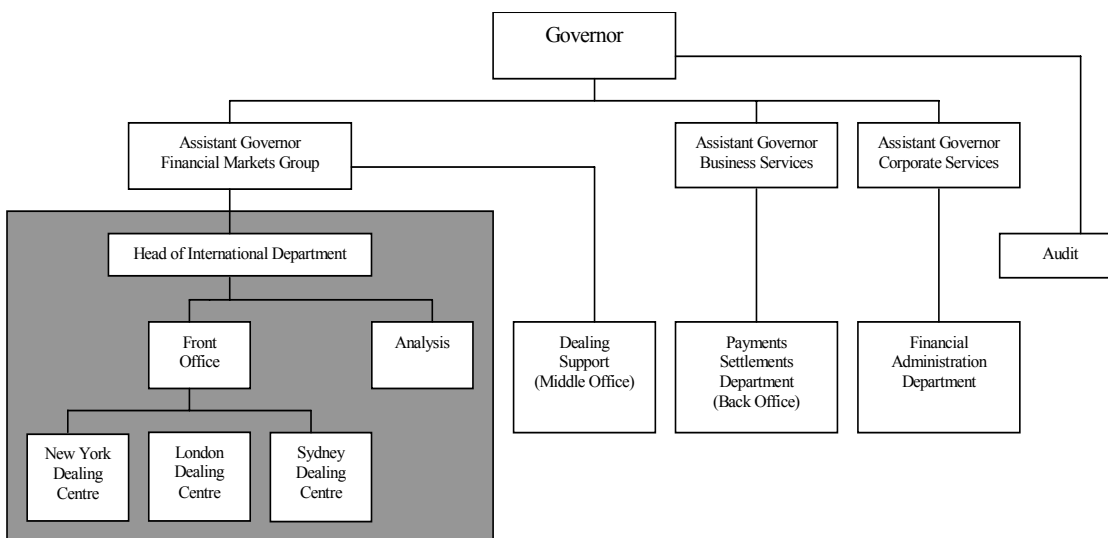 Governor
Assistant Governor
Financial Markets Group
Assistant Governor
Business Services
Assistant Governor
Corporate Services
Head of International Department
Audit
Front
Office
Analysis
Dealing
Support
(Middle Office)
Payments
Settlements
Department
(Back Office)
Financial
Administration
Department
New York
Dealing
Centre
London
Dealing
Centre
Sydney
Dealing
Centre